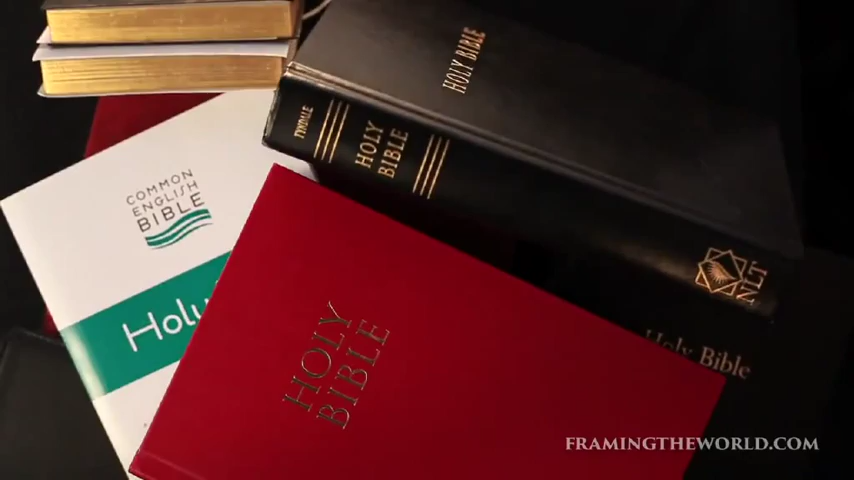 HOLY BIBLE
TYNDALE
HOLY
BIBLE
NLT
COMMON
ENGLISH
BIBLE
Holy
Holy Bible
HOLY
BIBLE
FRAMINGTHEWORLD.COM